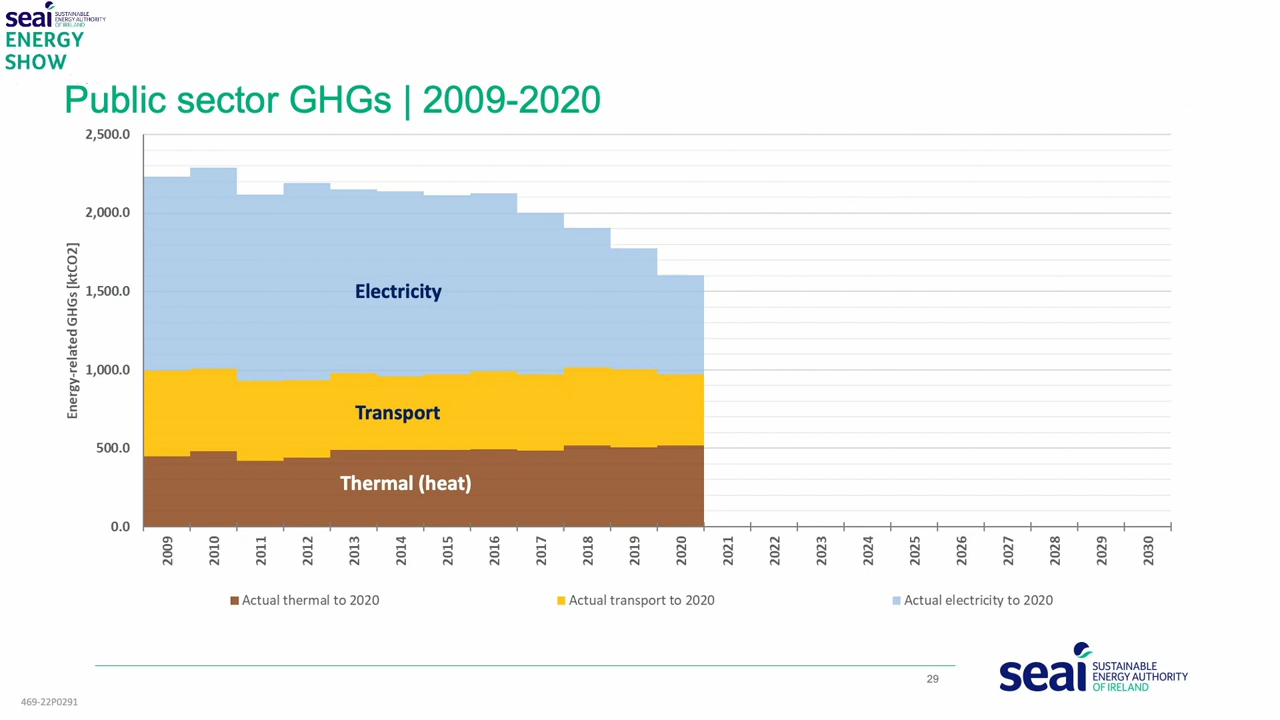 seai SUSTAINABLE
ENERGY AUTHORITY
OF IRELAND
ENERGY
SHOW
Public sector GHGs | 2009-2020
Energy-related GHGs [ktCO2]
2,500.0
2,000.0
1,500.0
1,000.0
500.0
0.0
Electricity
Transport
Thermal (heat)
2009 2010 2011 2012 2013 2014 2015 2016 2017 2018 2019 2020 2021 2022 2023 2024 2025 2026 2027 2028 2029 2030
Actual thermal to 2020 Actual transport to 2020 Actual electricity to 2020
29
seai SUSTAINABLE
ENERGY AUTHORITY
OF IRELAND
469-22P0291